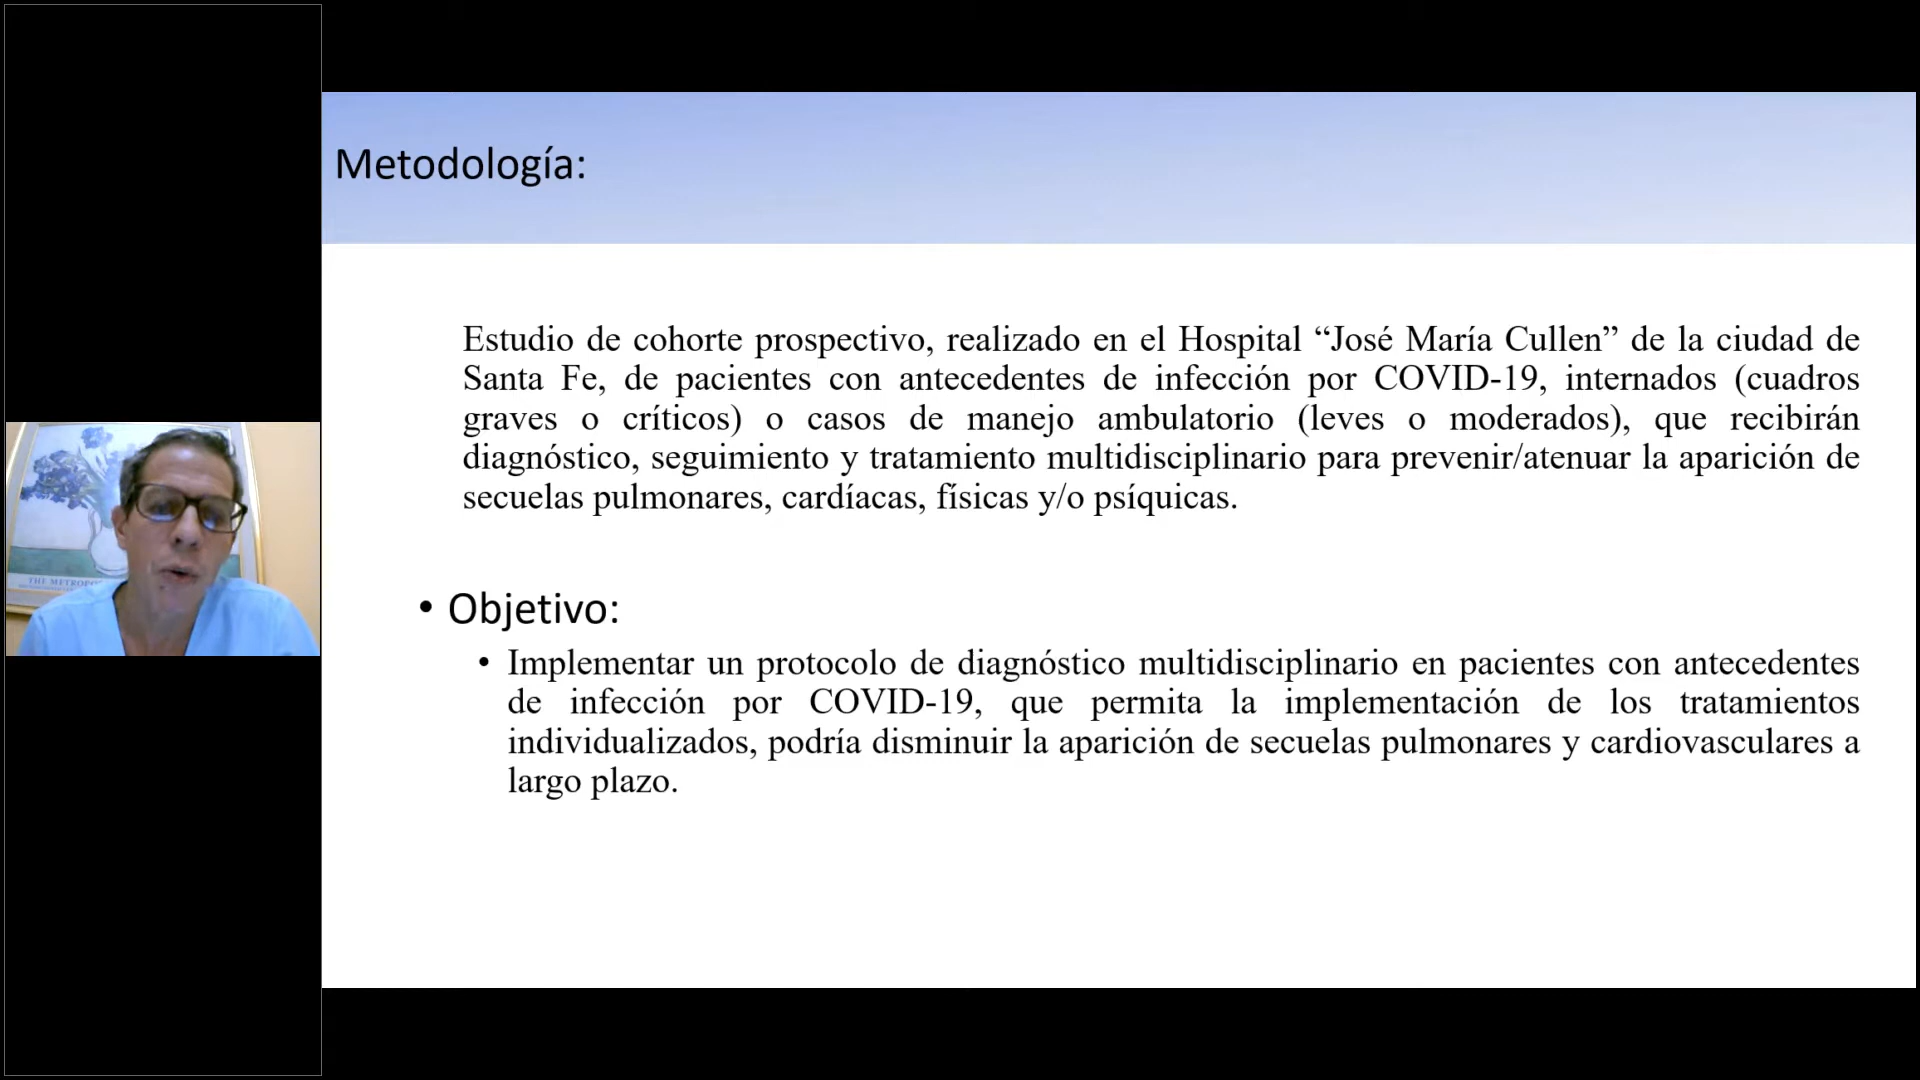 Metodología:
Estudio de cohorte prospectivo, realizado en el Hospital “José María Cullen” de la ciudad de
Santa Fe, de pacientes con antecedentes de infección por COVID-19, internados (cuadros
graves o críticos) o casos de manejo ambulatorio (leves o moderados), que recibirán
diagnóstico, seguimiento y tratamiento multidisciplinario para prevenir/atenuar la aparición de
secuelas pulmonares, cardíacas, físicas y/o psíquicas.
• Objetivo:
• Implementar un protocolo de diagnóstico multidisciplinario en pacientes con antecedentes
de infección por COVID-19, que permita la implementación de los tratamientos
individualizados, podría disminuir la aparición de secuelas pulmonares y cardiovasculares a
largo plazo.
THE METROPO